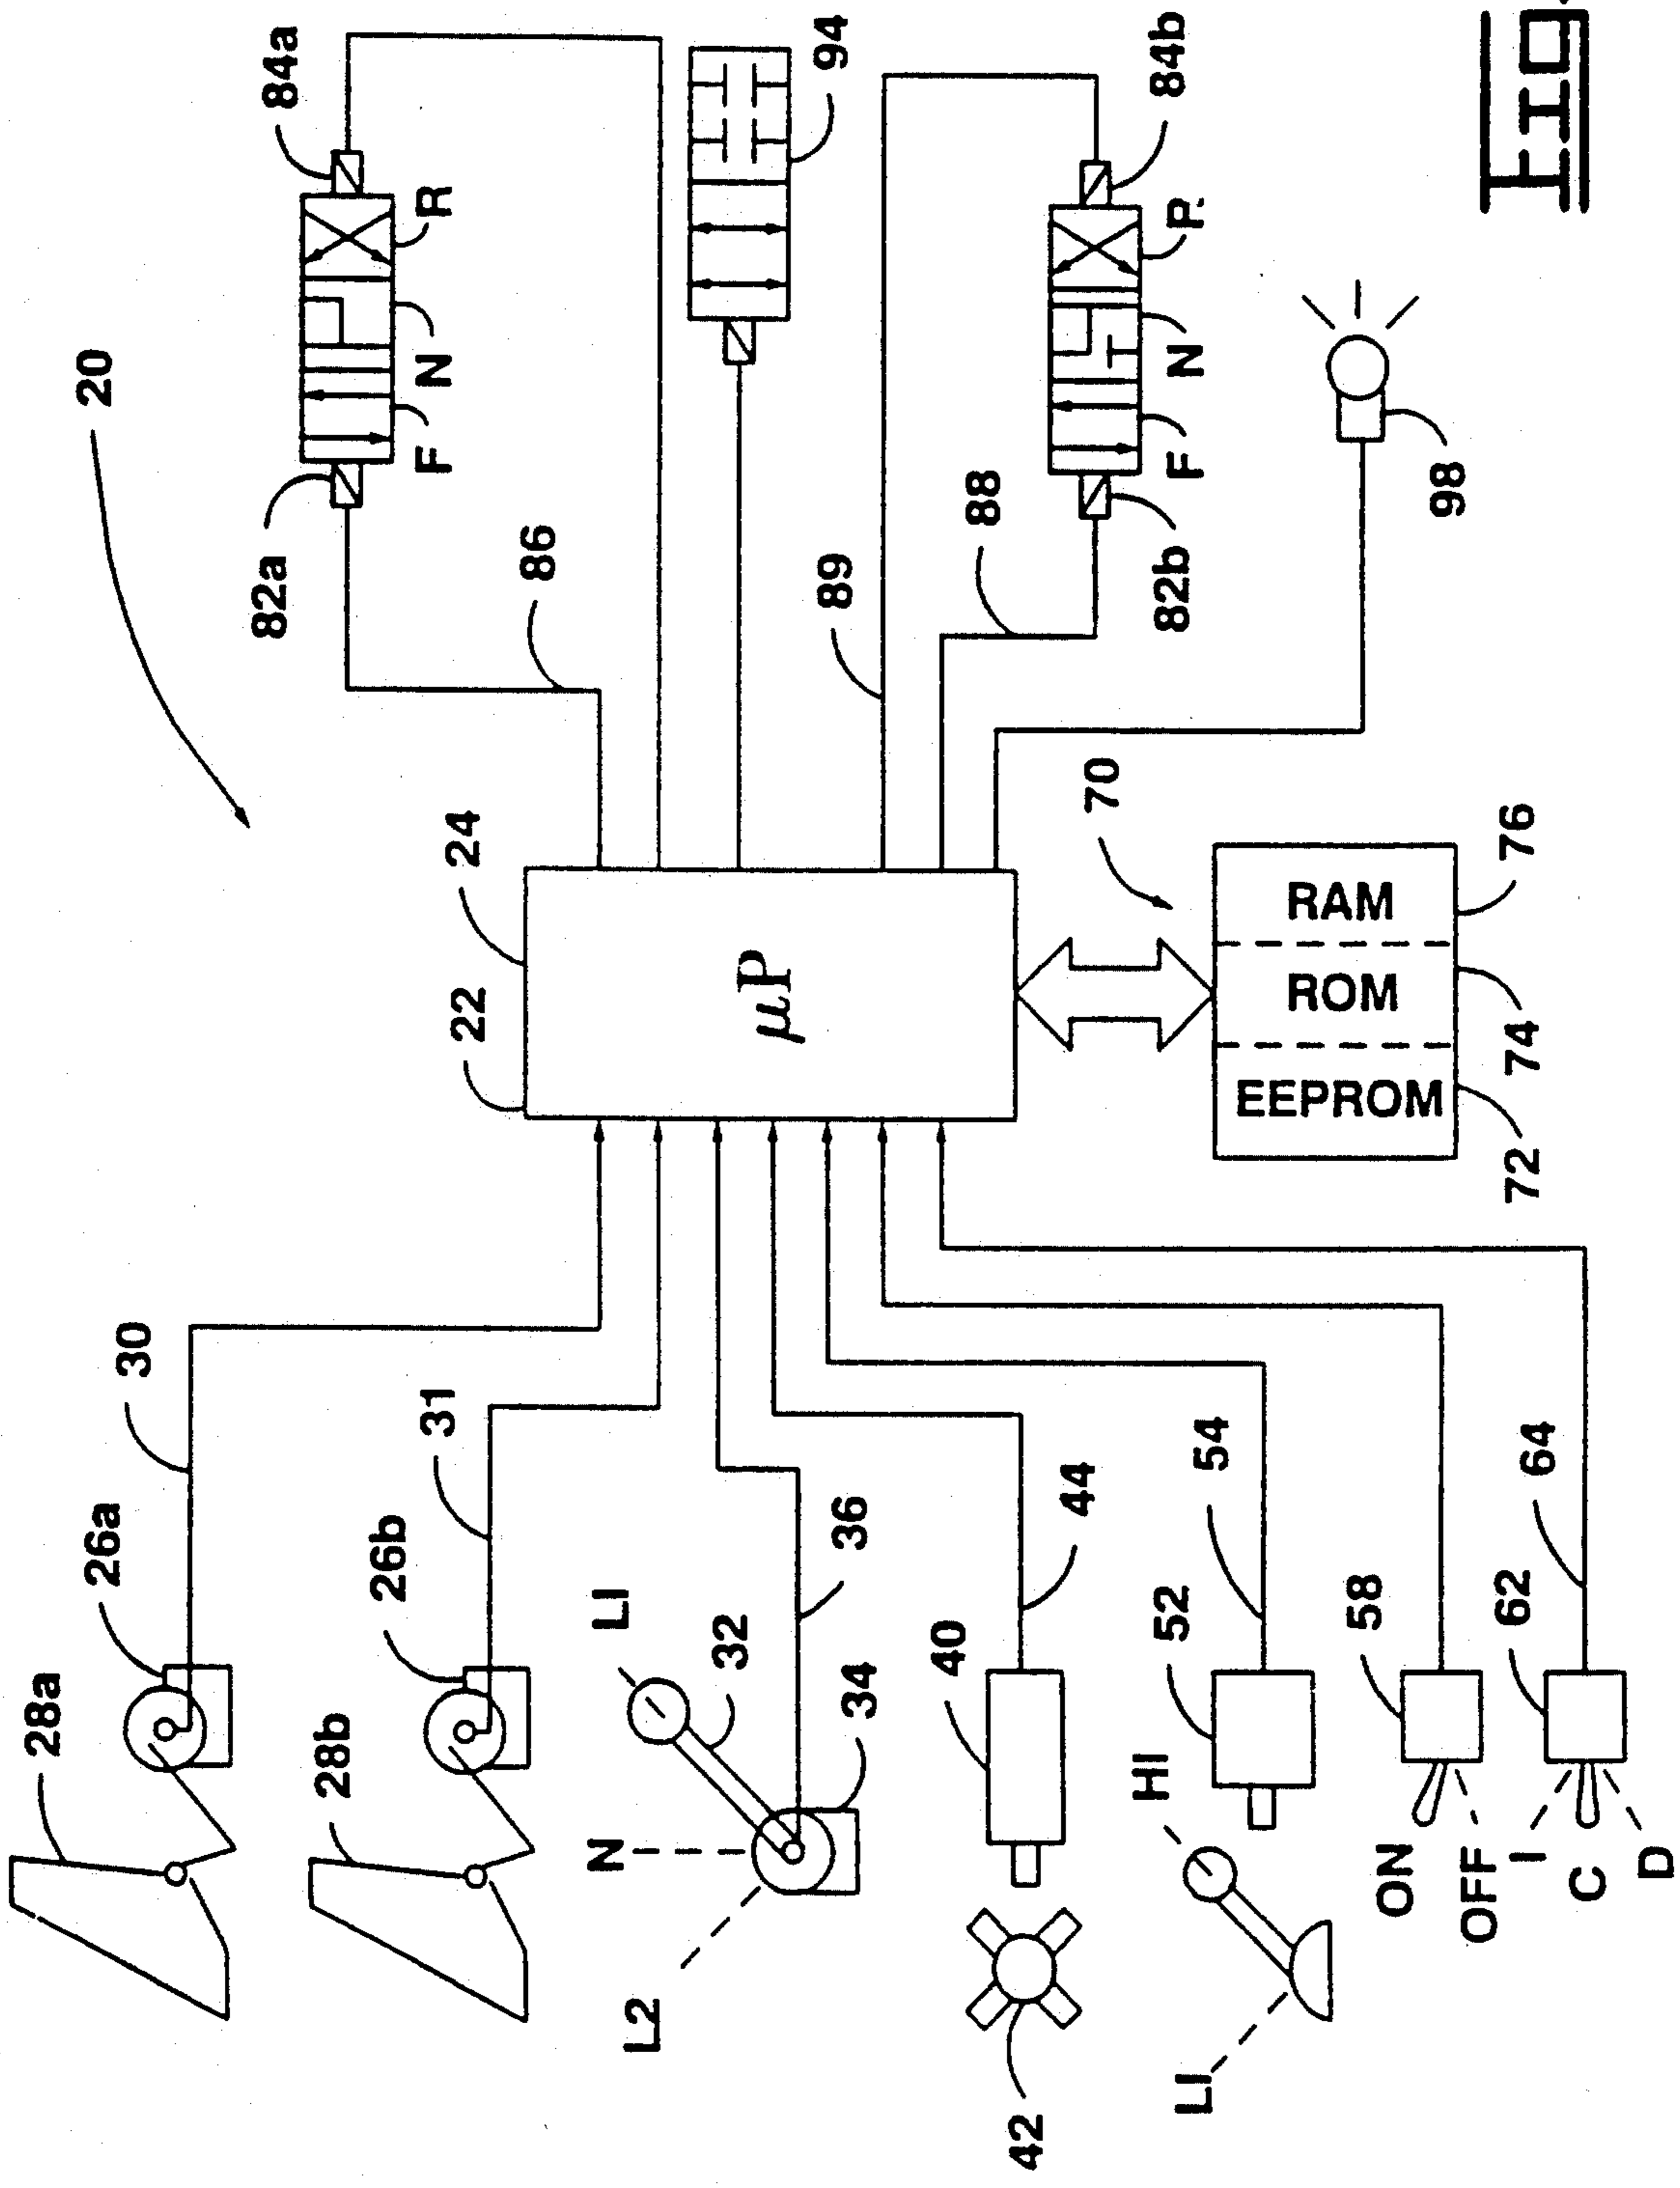 20
28a
26a
30
28b
26b
31
L2
N
LI
32
34
36
42
40
44
LI
HI
52
54
ON
OFF
58
I
C
D
62
64
22
24
µP
70
EEPROM
ROM
RAM
72
74
76
82a
84a
F
N
R
86
94
89
88
82b
84b
F
N
R
98